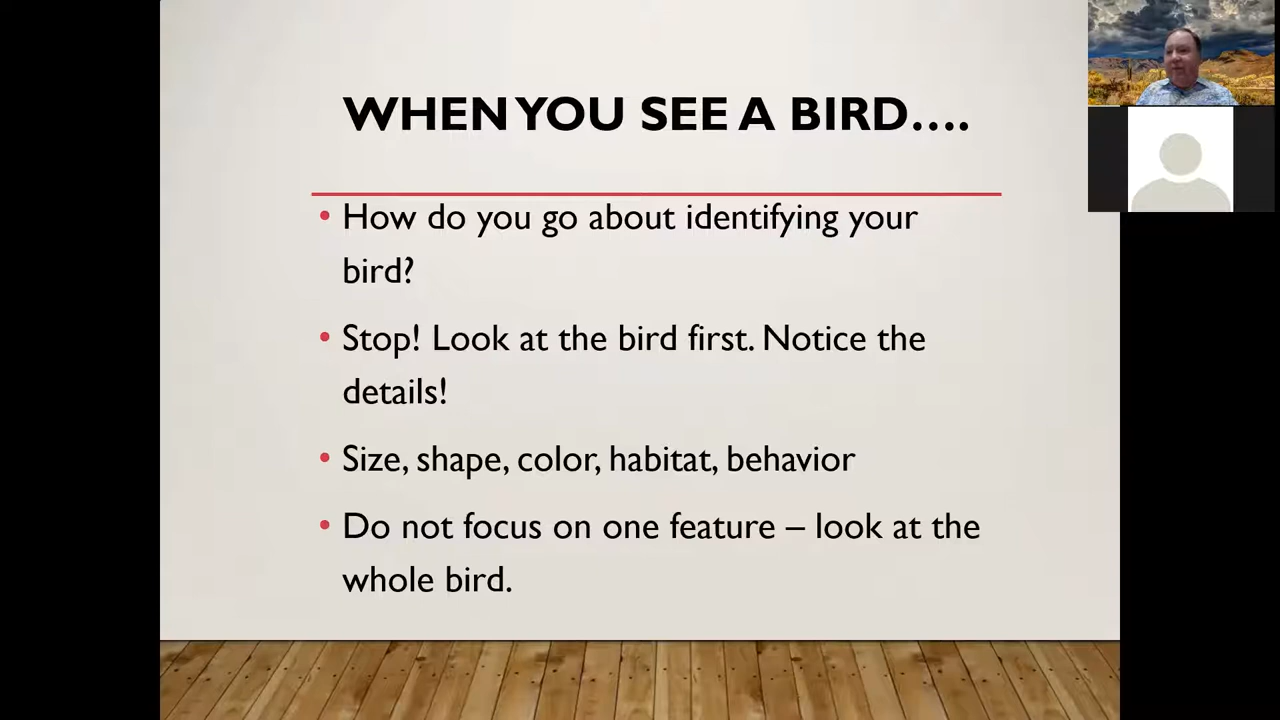 WHEN YOU SEE A BIRD....
• How do you go about identifying your
bird?
• Stop! Look at the bird first. Notice the
details!
• Size, shape, color, habitat, behavior
• Do not focus on one feature – look at the
whole bird.